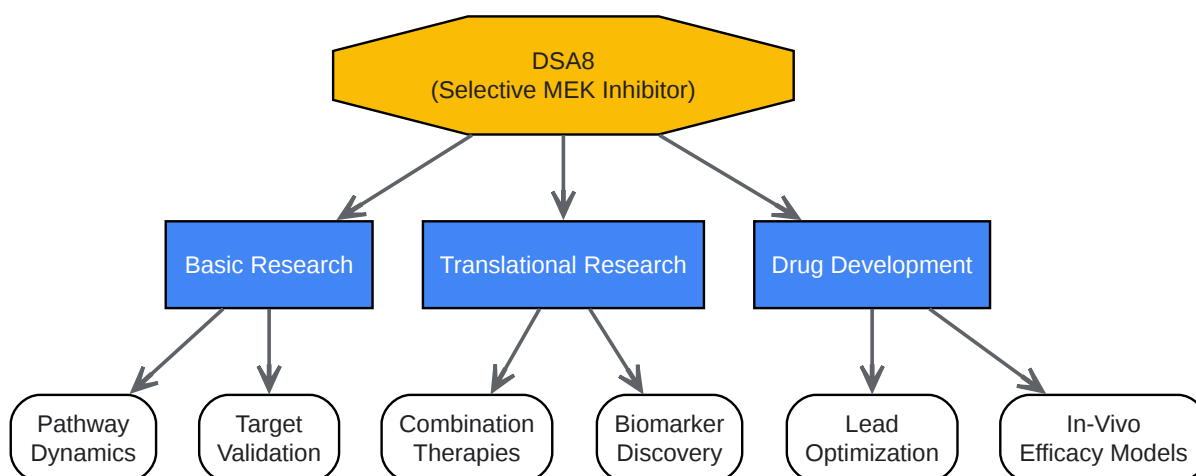 DSA8
(Selective MEK Inhibitor)
Basic Research
Translational Research
Drug Development
Pathway
Dynamics
Target
Validation
Combination
Therapies
Biomarker
Discovery
Lead
Optimization
In-Vivo
Efficacy Models